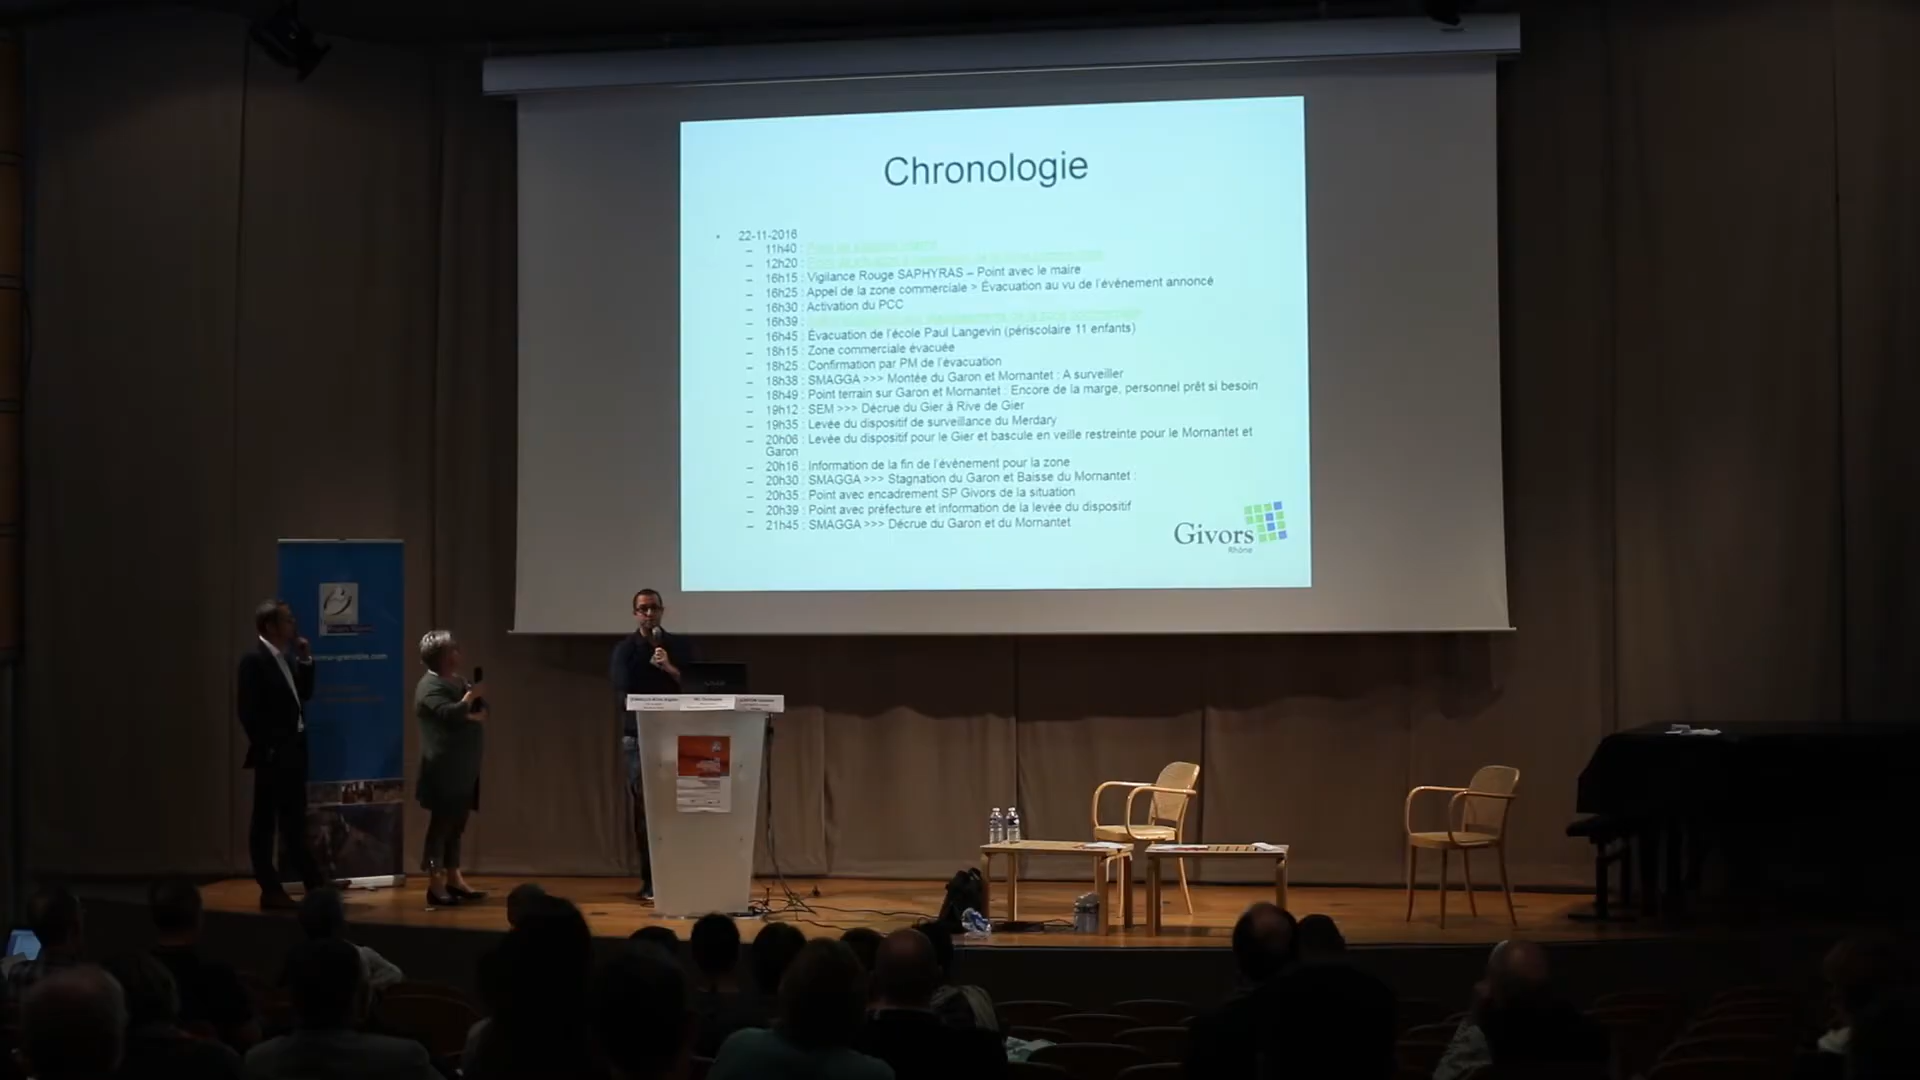 Chronologie
22-11-2016
– 11h40 :
– 12h20 :
– 16h15 : Vigilance Rouge SAPHYRAS – Point avec le maire
– 16h25 : Appel de la zone commerciale > Évacuation au vu de l'événement annoncé
– 16h30 : Activation du PCC
– 16h39 :
– 16h45 : Évacuation de l'école Paul Langevin (périscolaire 11 enfants)
– 18h15 : Zone commerciale évacuée
– 18h25 : Confirmation par PM de l'évacuation
– 18h38 : SMAGGA >>> Montée du Garon et Mornantet : A surveiller
– 18h49 : Point terrain sur Garon et Mornantet : Encore de la marge, personnel prêt si besoin
– 19h12 : SEM >>> Décrue du Gier à Rive de Gier
– 19h35 : Levée du dispositif de surveillance du Merdary
– 20h06 : Levée du dispositif pour le Gier et bascule en veille restreinte pour le Mornantet et
Garon
– 20h16 : Information de la fin de l'événement pour la zone
– 20h30 : SMAGGA >>> Stagnation du Garon et Baisse du Mornantet :
– 20h35 : Point avec encadrement SP Givors de la situation
– 20h39 : Point avec préfecture et information de la levée du dispositif
– 21h45 : SMAGGA >>> Décrue du Garon et du Mornantet
Givors
Rhône